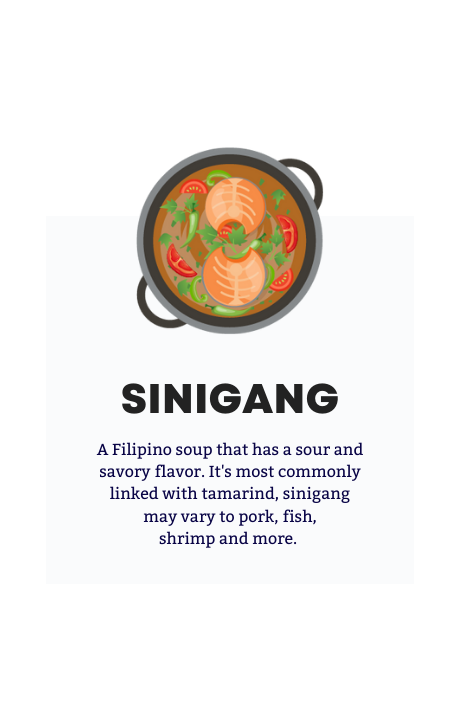 SINIGANG
A Filipino soup that has a sour and
savory flavor. It's most commonly
linked with tamarind, sinigang
may vary to pork, fish,
shrimp and more.